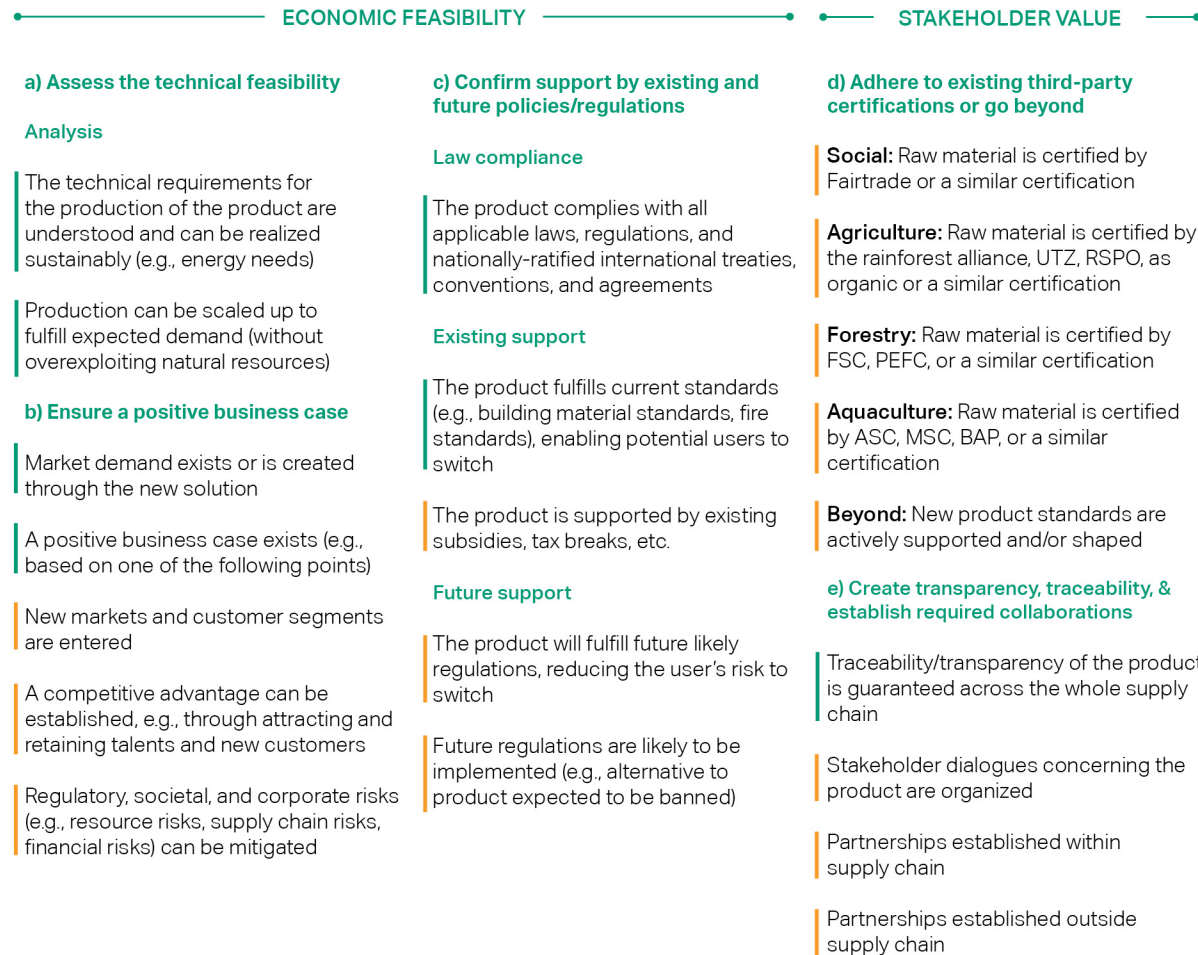 ECONOMIC FEASIBILITY
a) Assess the technical feasibility
Analysis
The technical requirements for
the production of the product are
understood and can be realized
sustainably (e.g., energy needs)
Production can be scaled up to
fulfill expected demand (without
overexploiting natural resources)
b) Ensure a positive business case
Market demand exists or is created
through the new solution
A positive business case exists (e.g.,
based on one of the following points)
New markets and customer segments
are entered
A competitive advantage can be
established, e.g., through attracting and
retaining talents and new customers
Regulatory, societal, and corporate risks
(e.g., resource risks, supply chain risks,
financial risks) can be mitigated
c) Confirm support by existing and
future policies/regulations
Law compliance
The product complies with all
applicable laws, regulations, and
nationally-ratified international treaties,
conventions, and agreements
Existing support
The product fulfills current standards
(e.g., building material standards, fire
standards), enabling potential users to
switch
The product is supported by existing
subsidies, tax breaks, etc.
Future support
The product will fulfill future likely
regulations, reducing the user's risk to
switch
Future regulations are likely to be
implemented (e.g., alternative to
product expected to be banned)
STAKEHOLDER VALUE
d) Adhere to existing third-party
certifications or go beyond
Social: Raw material is certified by
Fairtrade or a similar certification
Agriculture: Raw material is certified by
the rainforest alliance, UTZ, RSPO, as
organic or a similar certification
Forestry: Raw material is certified by
FSC, PEFC, or a similar certification
Aquaculture: Raw material is certified
by ASC, MSC, BAP, or a similar
certification
Beyond: New product standards are
actively supported and/or shaped
e) Create transparency, traceability, &
establish required collaborations
Traceability/transparency of the product
is guaranteed across the whole supply
chain
Stakeholder dialogues concerning the
product are organized
Partnerships established within
supply chain
Partnerships established outside
supply chain